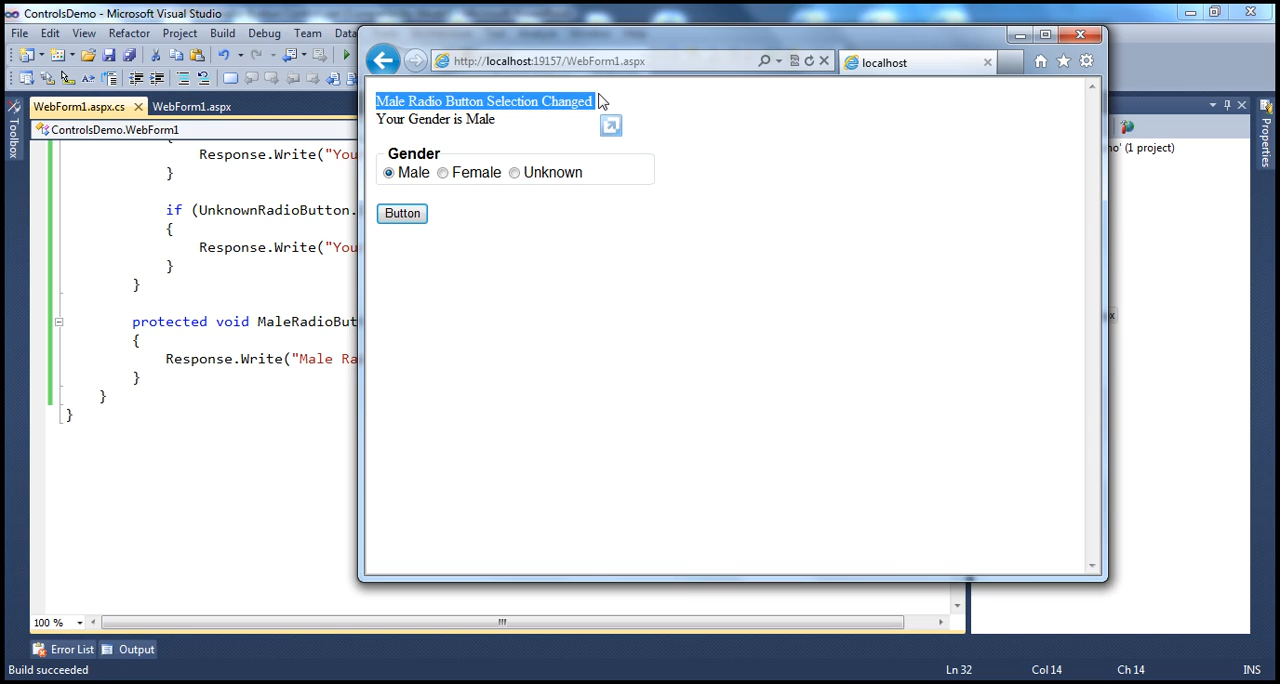 ControlsDemo - Microsoft Visual Studio
File Edit View Refactor Project Build Debug Team Data
WebForm1.aspx.cs WebForm1.aspx
ControlsDemo.WebForm1
Toolbox
{
Response.Write("You
}
if (UnknownRadioButton.
{
Response.Write("You
}
}
protected void MaleRadioBut
{
Response.Write("Male Ra
}
}
}
100 %
Error List Output
Build succeeded
Ln 32 Col 14 Ch 14 INS
http://localhost:19157/WebForm1.aspx
localhost
Male Radio Button Selection Changed
Your Gender is Male
Gender
Male Female Unknown
Button
(1 project)
Properties